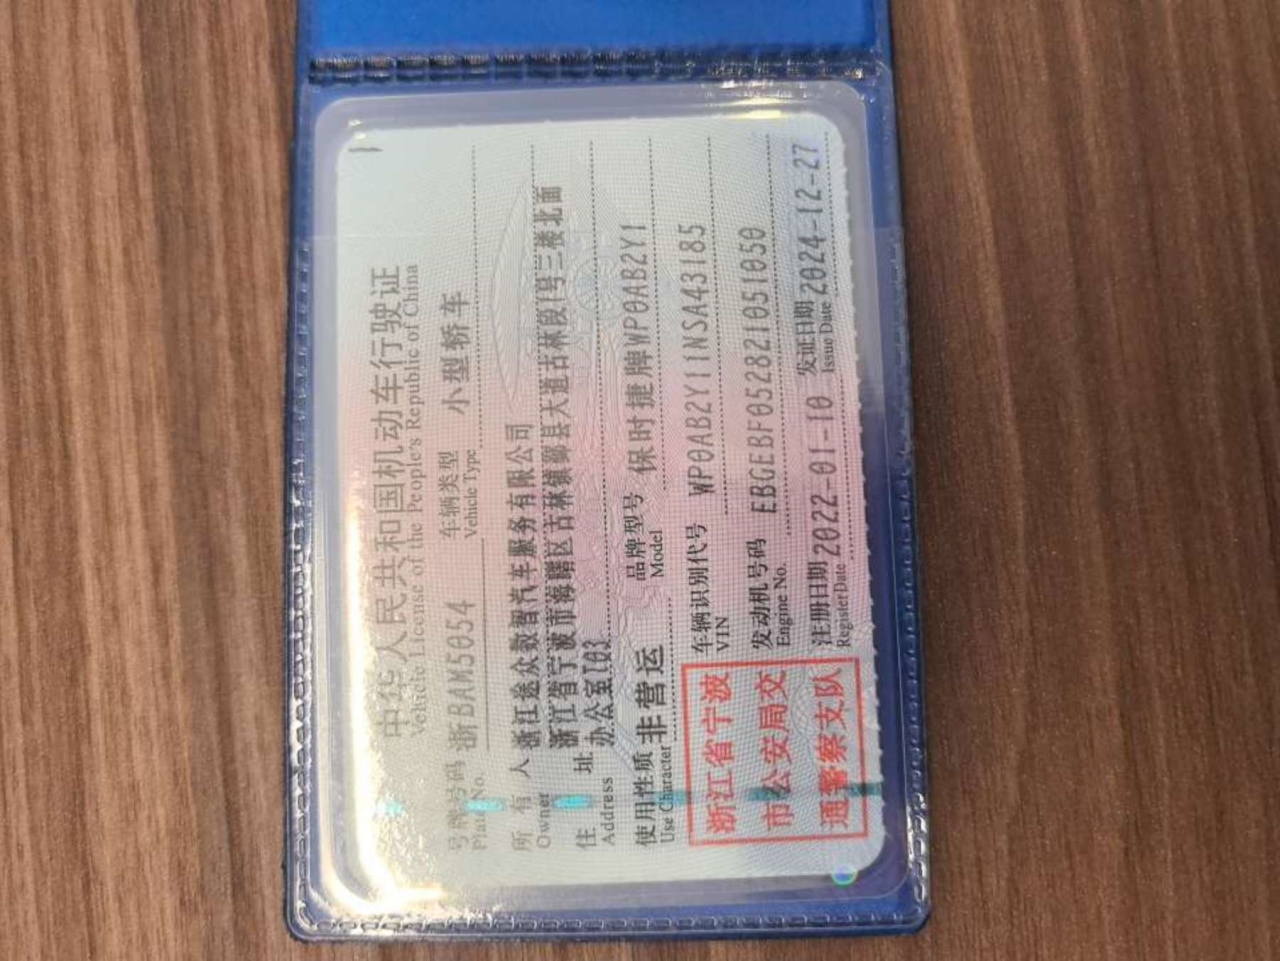 中华人民共和国机动车行驶证
Vehicle License of the People's Republic of China
号牌号码 浙BAM5054 车辆类型 小型轿车
Plate No. Vehicle Type
所有人 浙江途众数智汽车服务有限公司
Owner
住址 浙江省宁波市海曙区古林镇鄞县大道古林段1号三楼北面
Address 办公室103
使用性质 非营运 品牌型号 保时捷牌WP0AB2Y1
Use Character Model
车辆识别代号 WP0AB2Y11NSA43185
VIN
发动机号码 EBGEBF052821051050
Engine No.
注册日期 2022-01-10 发证日期 2024-12-27
Register Date Issue Date
浙江省宁波
市公安局交
通警察支队